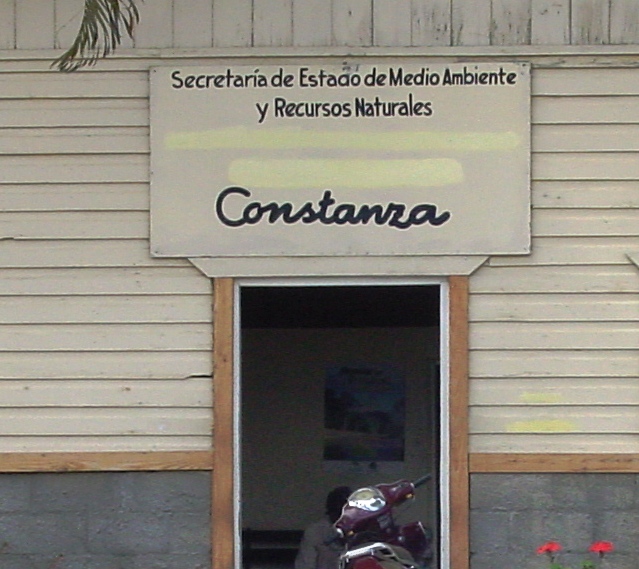 Secretaría de Estado de Medio Ambiente
y Recursos Naturales
Constanza